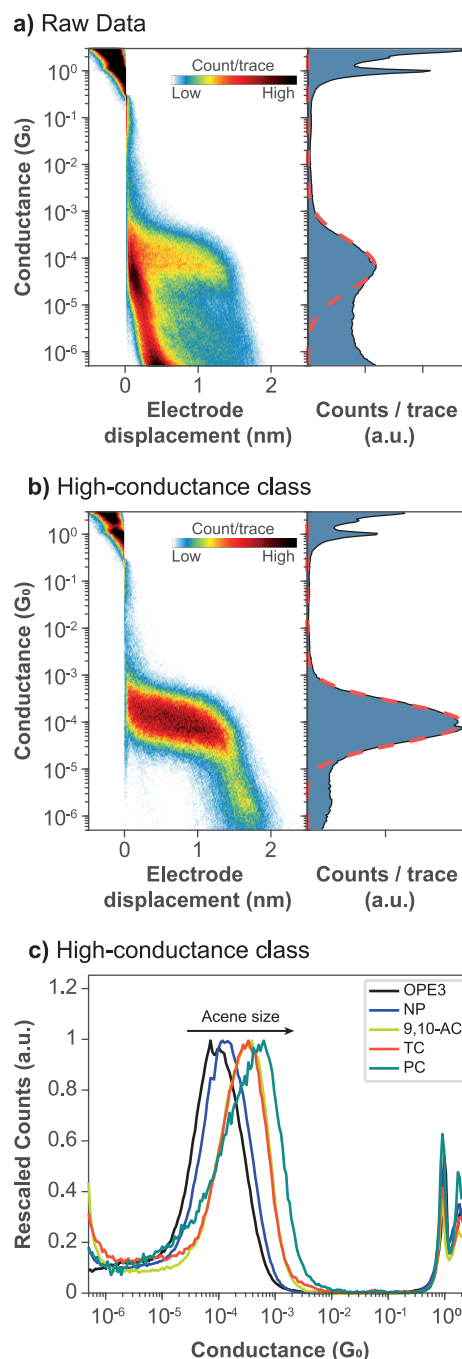 a) Raw Data
Count/trace
Low High
10⁰
10⁻¹
10⁻²
10⁻³
10⁻⁴
10⁻⁵
10⁻⁶
Conductance (G₀)
0 1 2
Electrode
displacement (nm)
Counts / trace
(a.u.)
b) High-conductance class
Count/trace
Low High
10⁰
10⁻¹
10⁻²
10⁻³
10⁻⁴
10⁻⁵
10⁻⁶
Conductance (G₀)
0 1 2
Electrode
displacement (nm)
Counts / trace
(a.u.)
c) High-conductance class
1.2
1
0.8
0.6
0.4
0.2
0
Rescaled Counts (a.u.)
Acene size
OPE3
NP
9,10-AC
TC
PC
10⁻⁶ 10⁻⁵ 10⁻⁴ 10⁻³ 10⁻² 10⁻¹ 10⁰
Conductance (G₀)